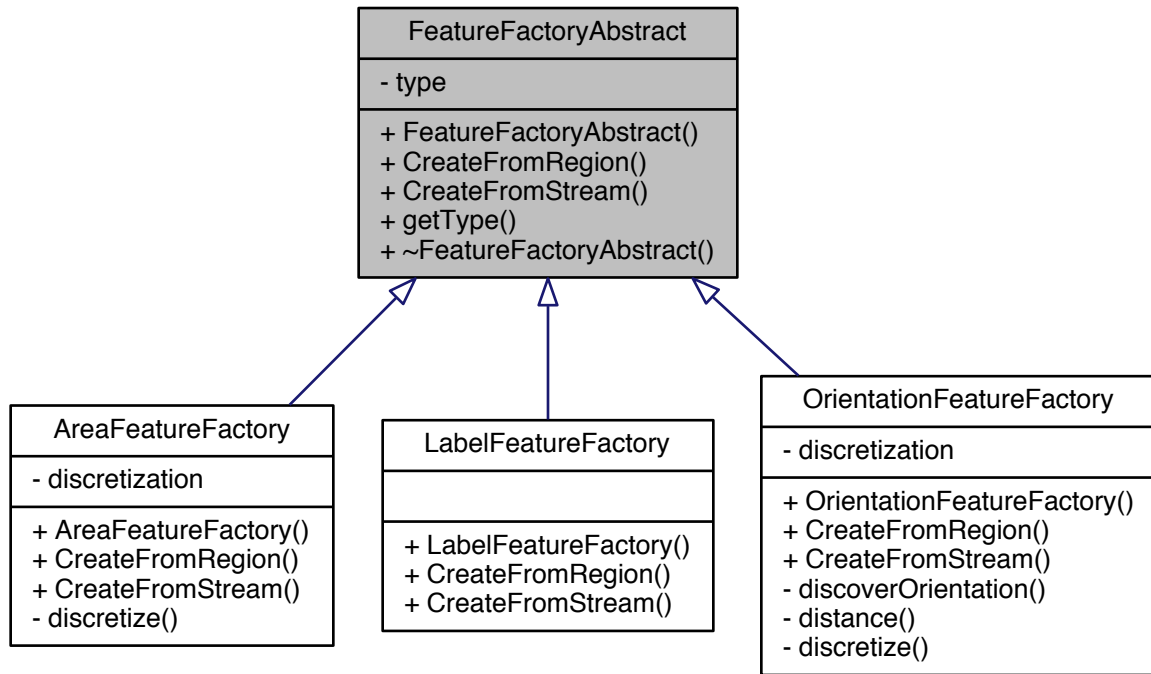 FeatureFactoryAbstract
- type
+ FeatureFactoryAbstract()
+ CreateFromRegion()
+ CreateFromStream()
+ getType()
+ ~FeatureFactoryAbstract()
AreaFeatureFactory
- discretization
+ AreaFeatureFactory()
+ CreateFromRegion()
+ CreateFromStream()
- discretize()
LabelFeatureFactory
+ LabelFeatureFactory()
+ CreateFromRegion()
+ CreateFromStream()
OrientationFeatureFactory
- discretization
+ OrientationFeatureFactory()
+ CreateFromRegion()
+ CreateFromStream()
- discoverOrientation()
- distance()
- discretize()